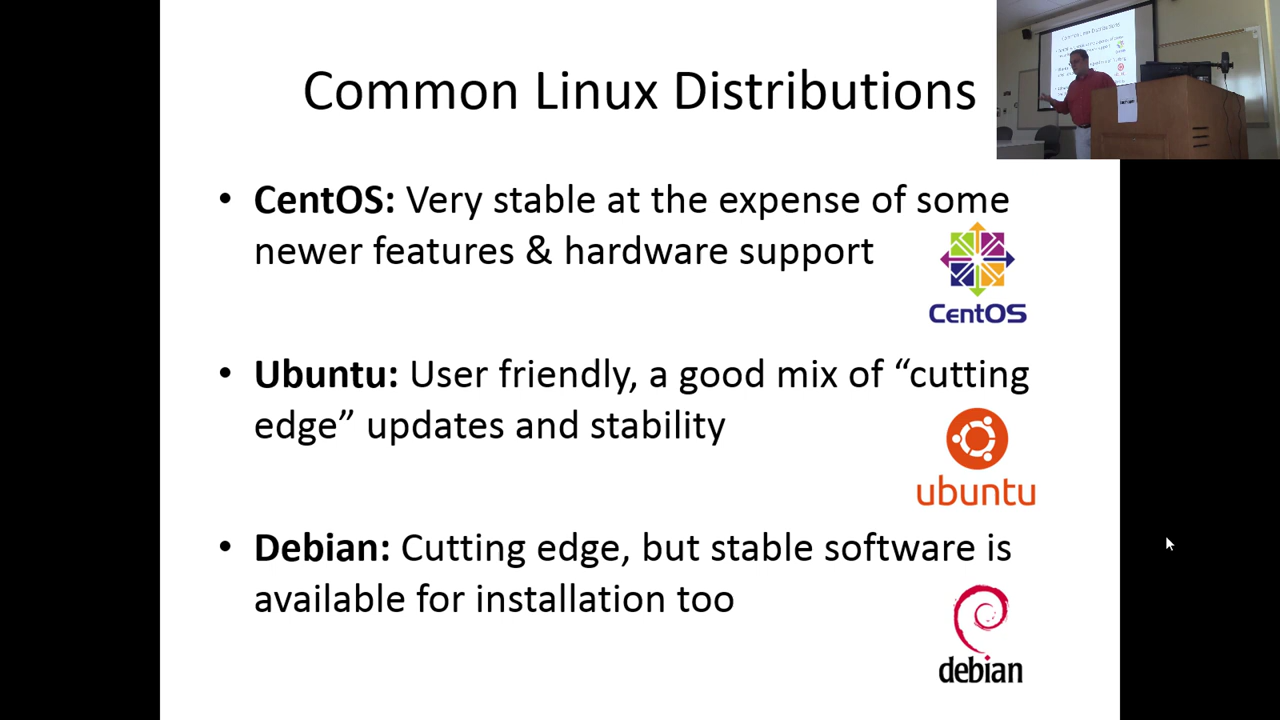 Common Linux Distributions
• CentOS: Very stable at the expense of some
newer features & hardware support
CentOS
• Ubuntu: User friendly, a good mix of “cutting
edge” updates and stability
ubuntu
• Debian: Cutting edge, but stable software is
available for installation too
debian